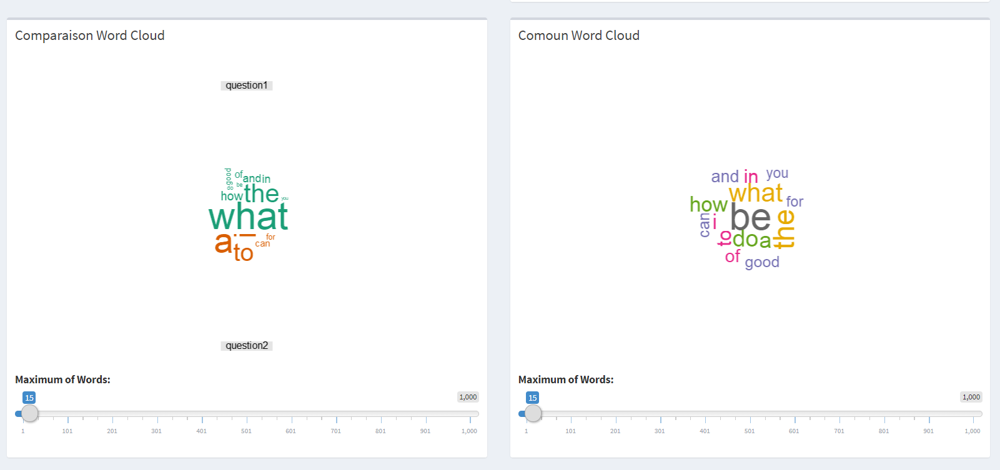 Comparaison Word Cloud
question1
good of and in
do be
how the you
what
a i
to can for
question2
Maximum of Words:
15 1,000
1 101 201 301 401 501 601 701 801 901 1,000
Comoun Word Cloud
and in you
what
how for
can i be the
to do a
of good
Maximum of Words:
15 1,000
1 101 201 301 401 501 601 701 801 901 1,000